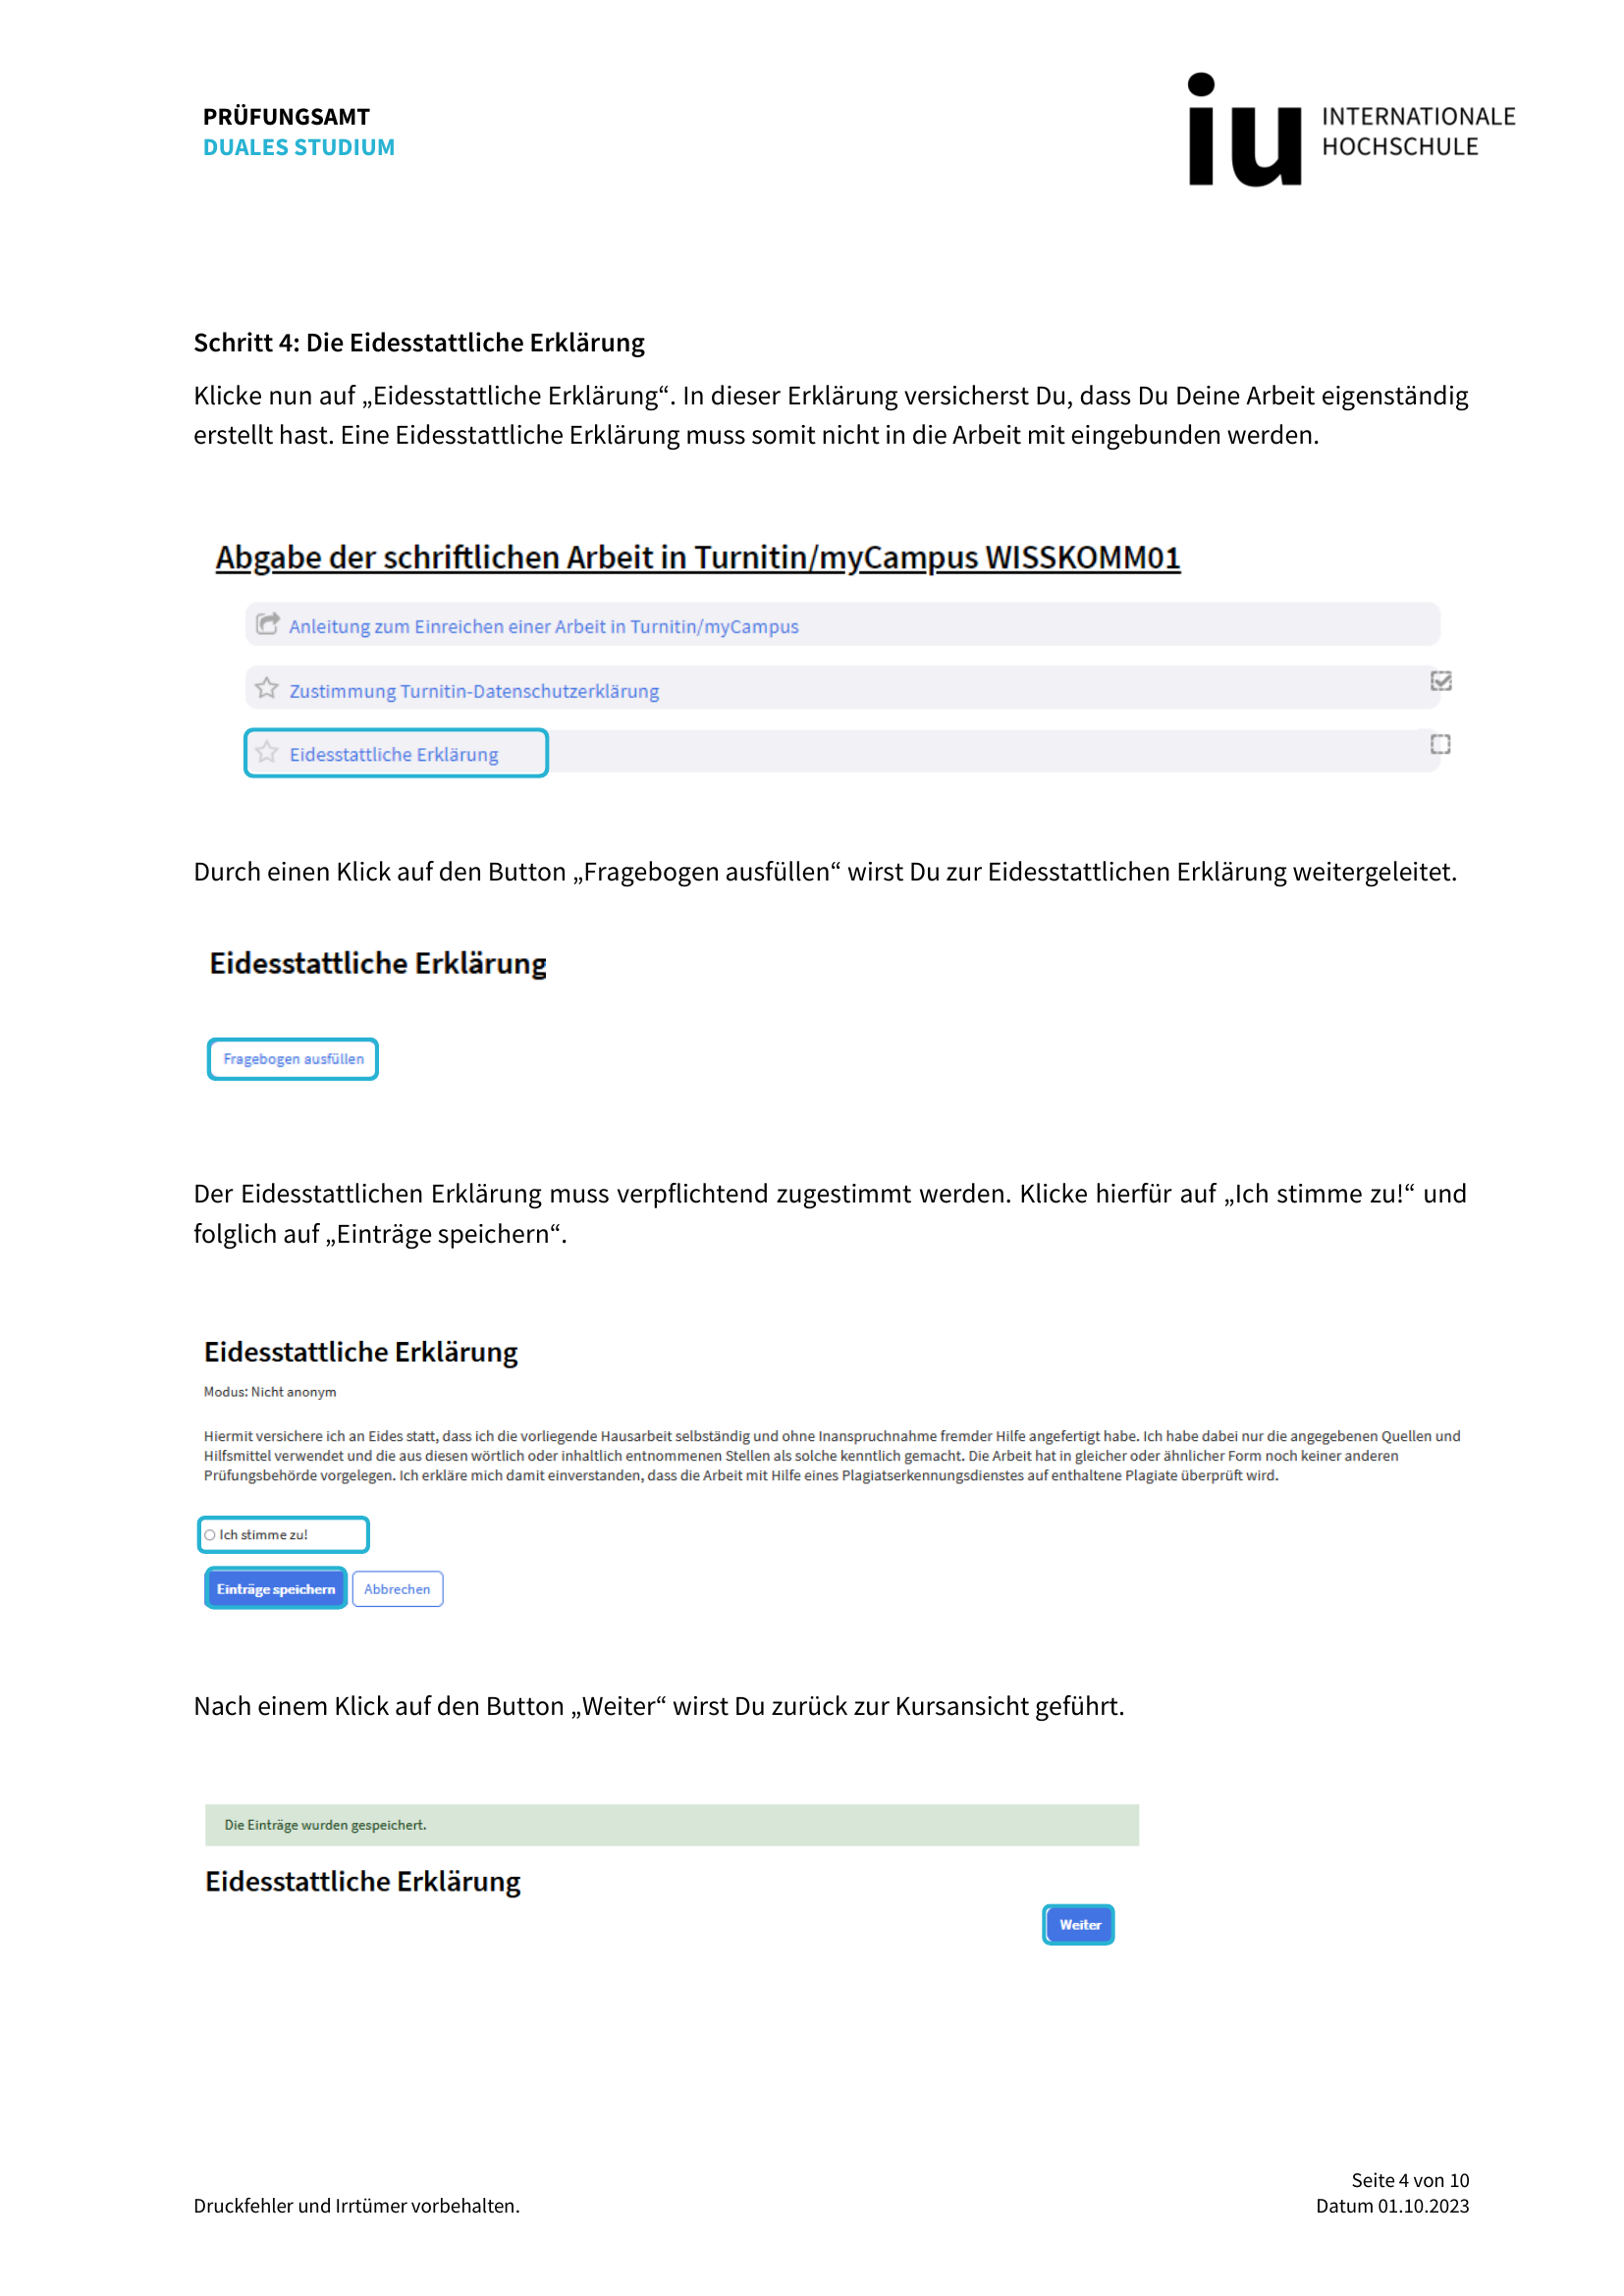 PRÜFUNGSAMT
DUALES STUDIUM
iu INTERNATIONALE
HOCHSCHULE
Schritt 4: Die Eidesstattliche Erklärung
Klicke nun auf „Eidesstattliche Erklärung“. In dieser Erklärung versicherst Du, dass Du Deine Arbeit eigenständig
erstellt hast. Eine Eidesstattliche Erklärung muss somit nicht in die Arbeit mit eingebunden werden.
Abgabe der schriftlichen Arbeit in Turnitin/myCampus WISSKOMM01
Anleitung zum Einreichen einer Arbeit in Turnitin/myCampus
Zustimmung Turnitin-Datenschutzerklärung
Eidesstattliche Erklärung
Durch einen Klick auf den Button „Fragebogen ausfüllen“ wirst Du zur Eidesstattlichen Erklärung weitergeleitet.
Eidesstattliche Erklärung
Fragebogen ausfüllen
Der Eidesstattlichen Erklärung muss verpflichtend zugestimmt werden. Klicke hierfür auf „Ich stimme zu!“ und
folglich auf „Einträge speichern“.
Eidesstattliche Erklärung
Modus: Nicht anonym
Hiermit versichere ich an Eides statt, dass ich die vorliegende Hausarbeit selbständig und ohne Inanspruchnahme fremder Hilfe angefertigt habe. Ich habe dabei nur die angegebenen Quellen und
Hilfsmittel verwendet und die aus diesen wörtlich oder inhaltlich entnommenen Stellen als solche kenntlich gemacht. Die Arbeit hat in gleicher oder ähnlicher Form noch keiner anderen
Prüfungsbehörde vorgelegen. Ich erkläre mich damit einverstanden, dass die Arbeit mit Hilfe eines Plagiatserkennungsdienstes auf enthaltene Plagiate überprüft wird.
Ich stimme zu!
Einträge speichern Abbrechen
Nach einem Klick auf den Button „Weiter“ wirst Du zurück zur Kursansicht geführt.
Die Einträge wurden gespeichert.
Eidesstattliche Erklärung
Weiter
Seite 4 von 10
Druckfehler und Irrtümer vorbehalten. Datum 01.10.2023